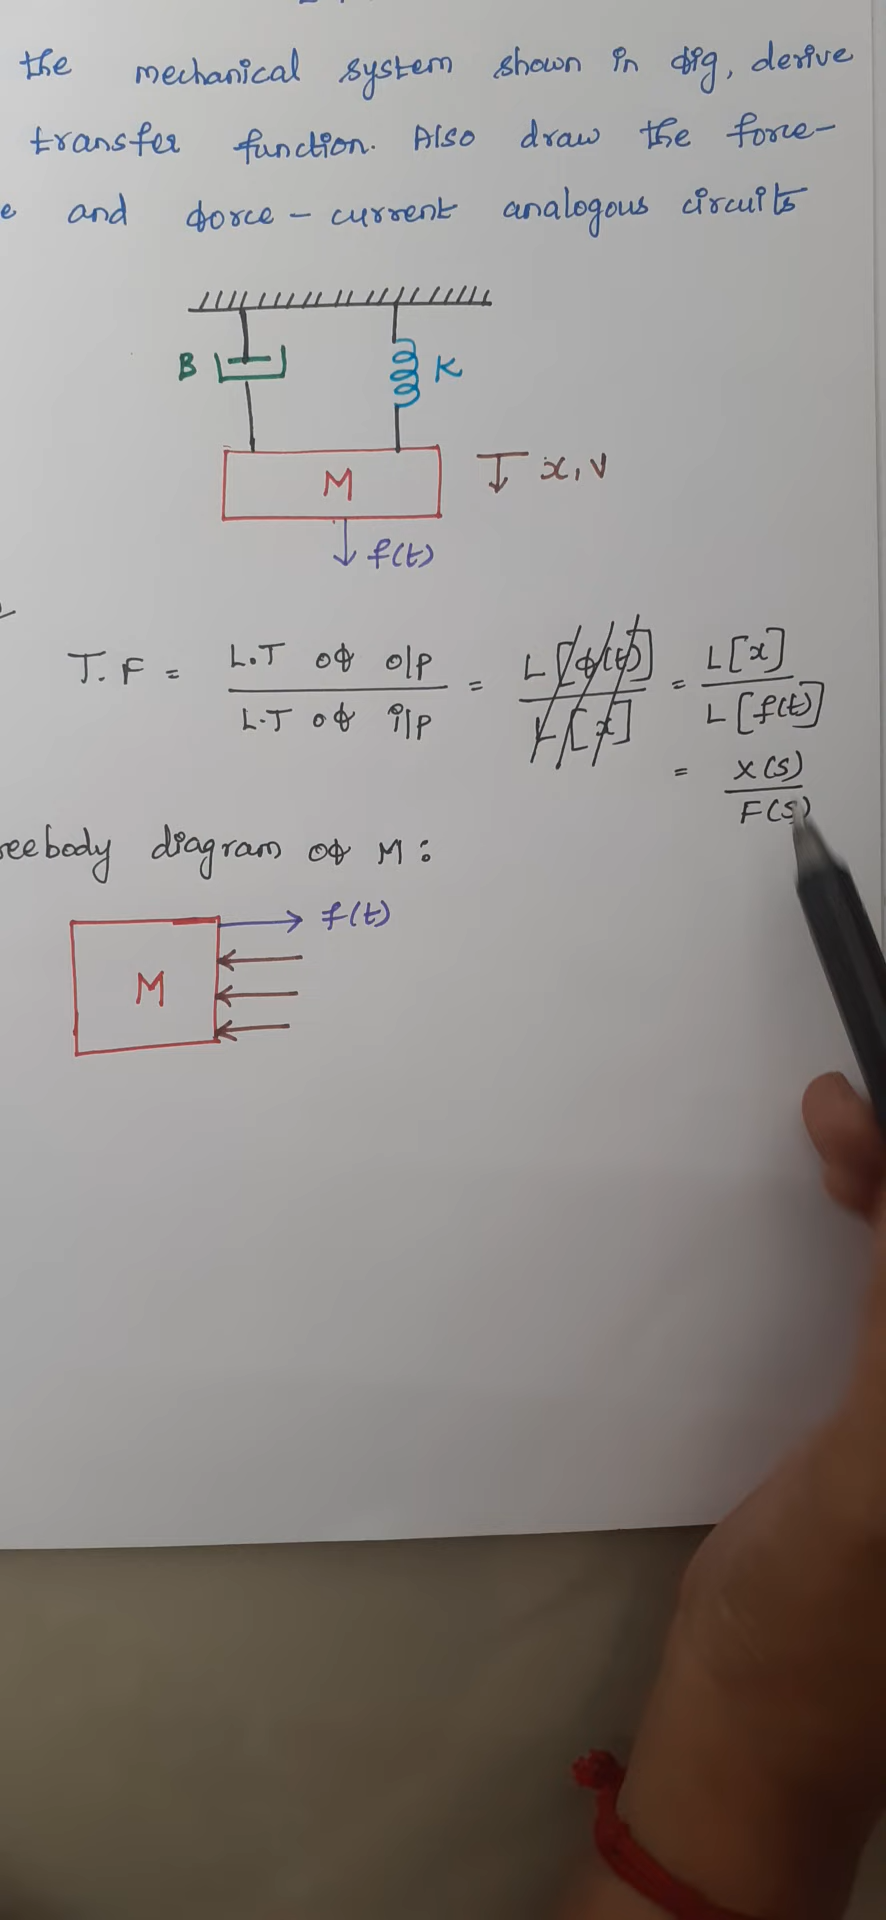 the mechanical system shown in fig, derive
transfer function. Also draw the force-
e and force-current analogous circuits
B
K
M
x, v
f(t)
T.F = L.T of o/p / L.T of i/p = L[f(t)] / L[x] = L[x] / L[f(t)]
= X(s) / F(s)
eebody diagram of M:
f(t)
M